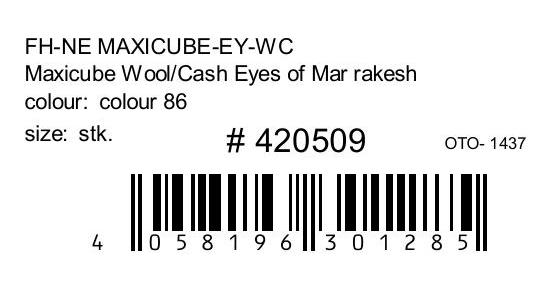 FH-NE MAXICUBE-EY-WC
Maxicube Wool/Cash Eyes of Mar rakesh
colour: colour 86
size: stk.
# 420509
OTO- 1437
4 058196 301285